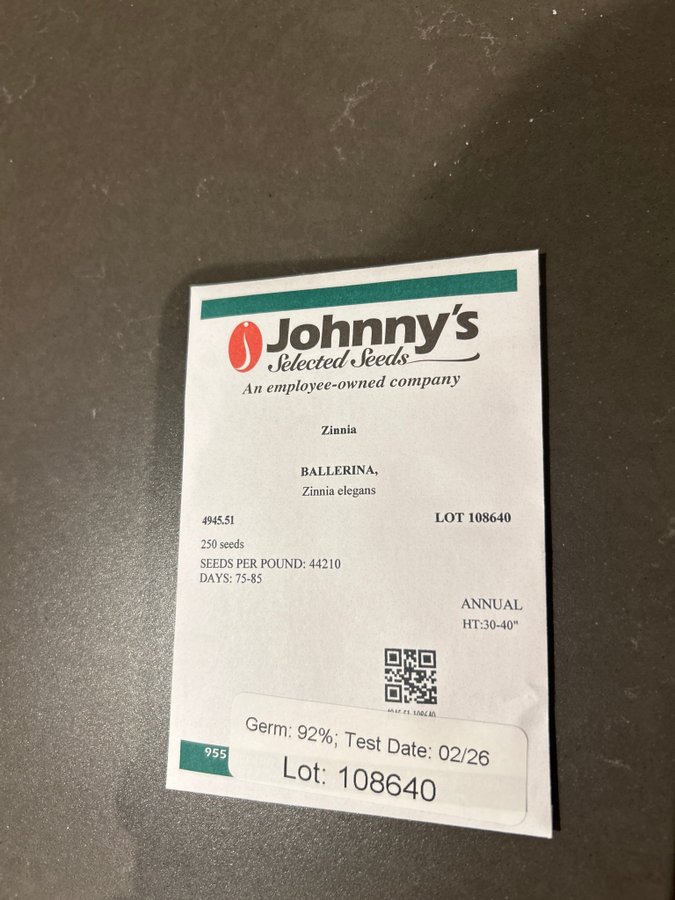 Johnny's
Selected Seeds
An employee-owned company
Zinnia
BALLERINA,
Zinnia elegans
4945.51 LOT 108640
250 seeds
SEEDS PER POUND: 44210
DAYS: 75-85
ANNUAL
HT:30-40"
955
Germ: 92%; Test Date: 02/26
Lot: 108640